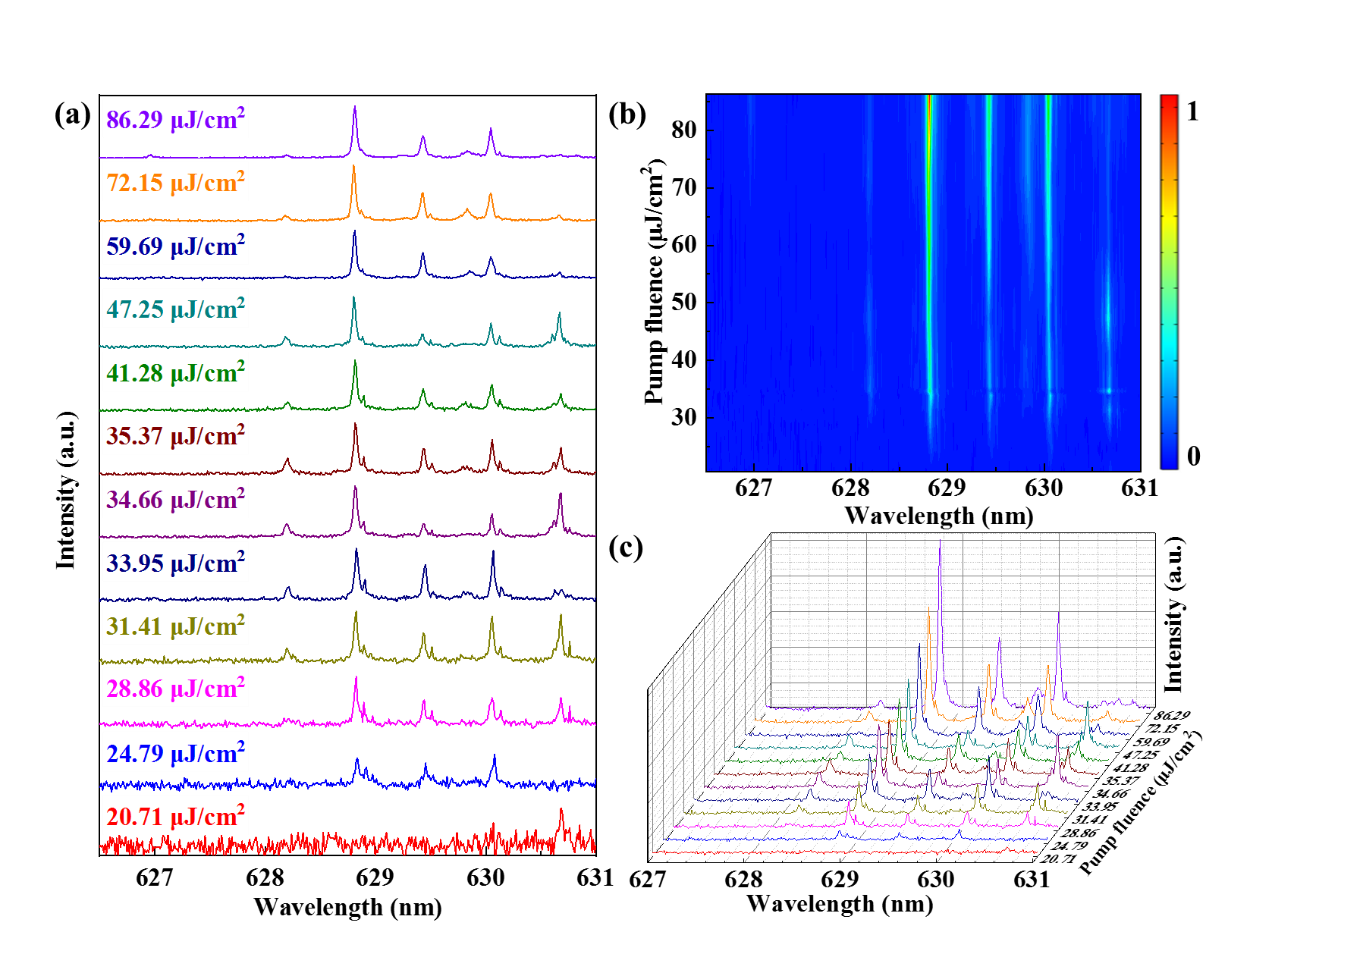 (a)
86.29 μJ/cm²
72.15 μJ/cm²
59.69 μJ/cm²
47.25 μJ/cm²
41.28 μJ/cm²
35.37 μJ/cm²
34.66 μJ/cm²
33.95 μJ/cm²
31.41 μJ/cm²
28.86 μJ/cm²
24.79 μJ/cm²
20.71 μJ/cm²
Intensity (a.u.)
627 628 629 630 631
Wavelength (nm)
(b)
80
70
60
50
40
30
Pump fluence (μJ/cm²)
627 628 629 630 631
Wavelength (nm)
1
0
(c)
Intensity (a.u.)
86.29
72.15
59.69
47.25
41.28
35.37
34.66
33.95
31.41
28.86
24.79
20.71
Pump fluence (μJ/cm²)
627 628 629 630 631
Wavelength (nm)